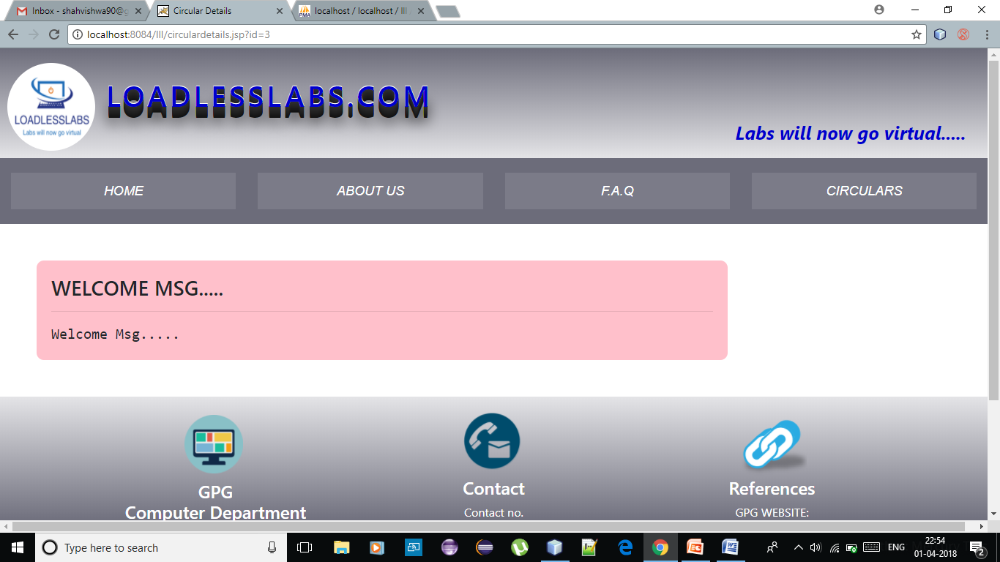 Inbox - shahvishwa90@g
Circular Details
localhost / localhost / lll
localhost:8084/lll/circulardetails.jsp?id=3
LOADLESSLABS
Labs will now go virtual
LOADLESSLABS.COM
Labs will now go virtual.....
HOME
ABOUT US
F.A.Q
CIRCULARS
WELCOME MSG.....
Welcome Msg.....
GPG
Computer Department
Contact
Contact no.
References
GPG WEBSITE:
Type here to search
ENG
22:54
01-04-2018
2